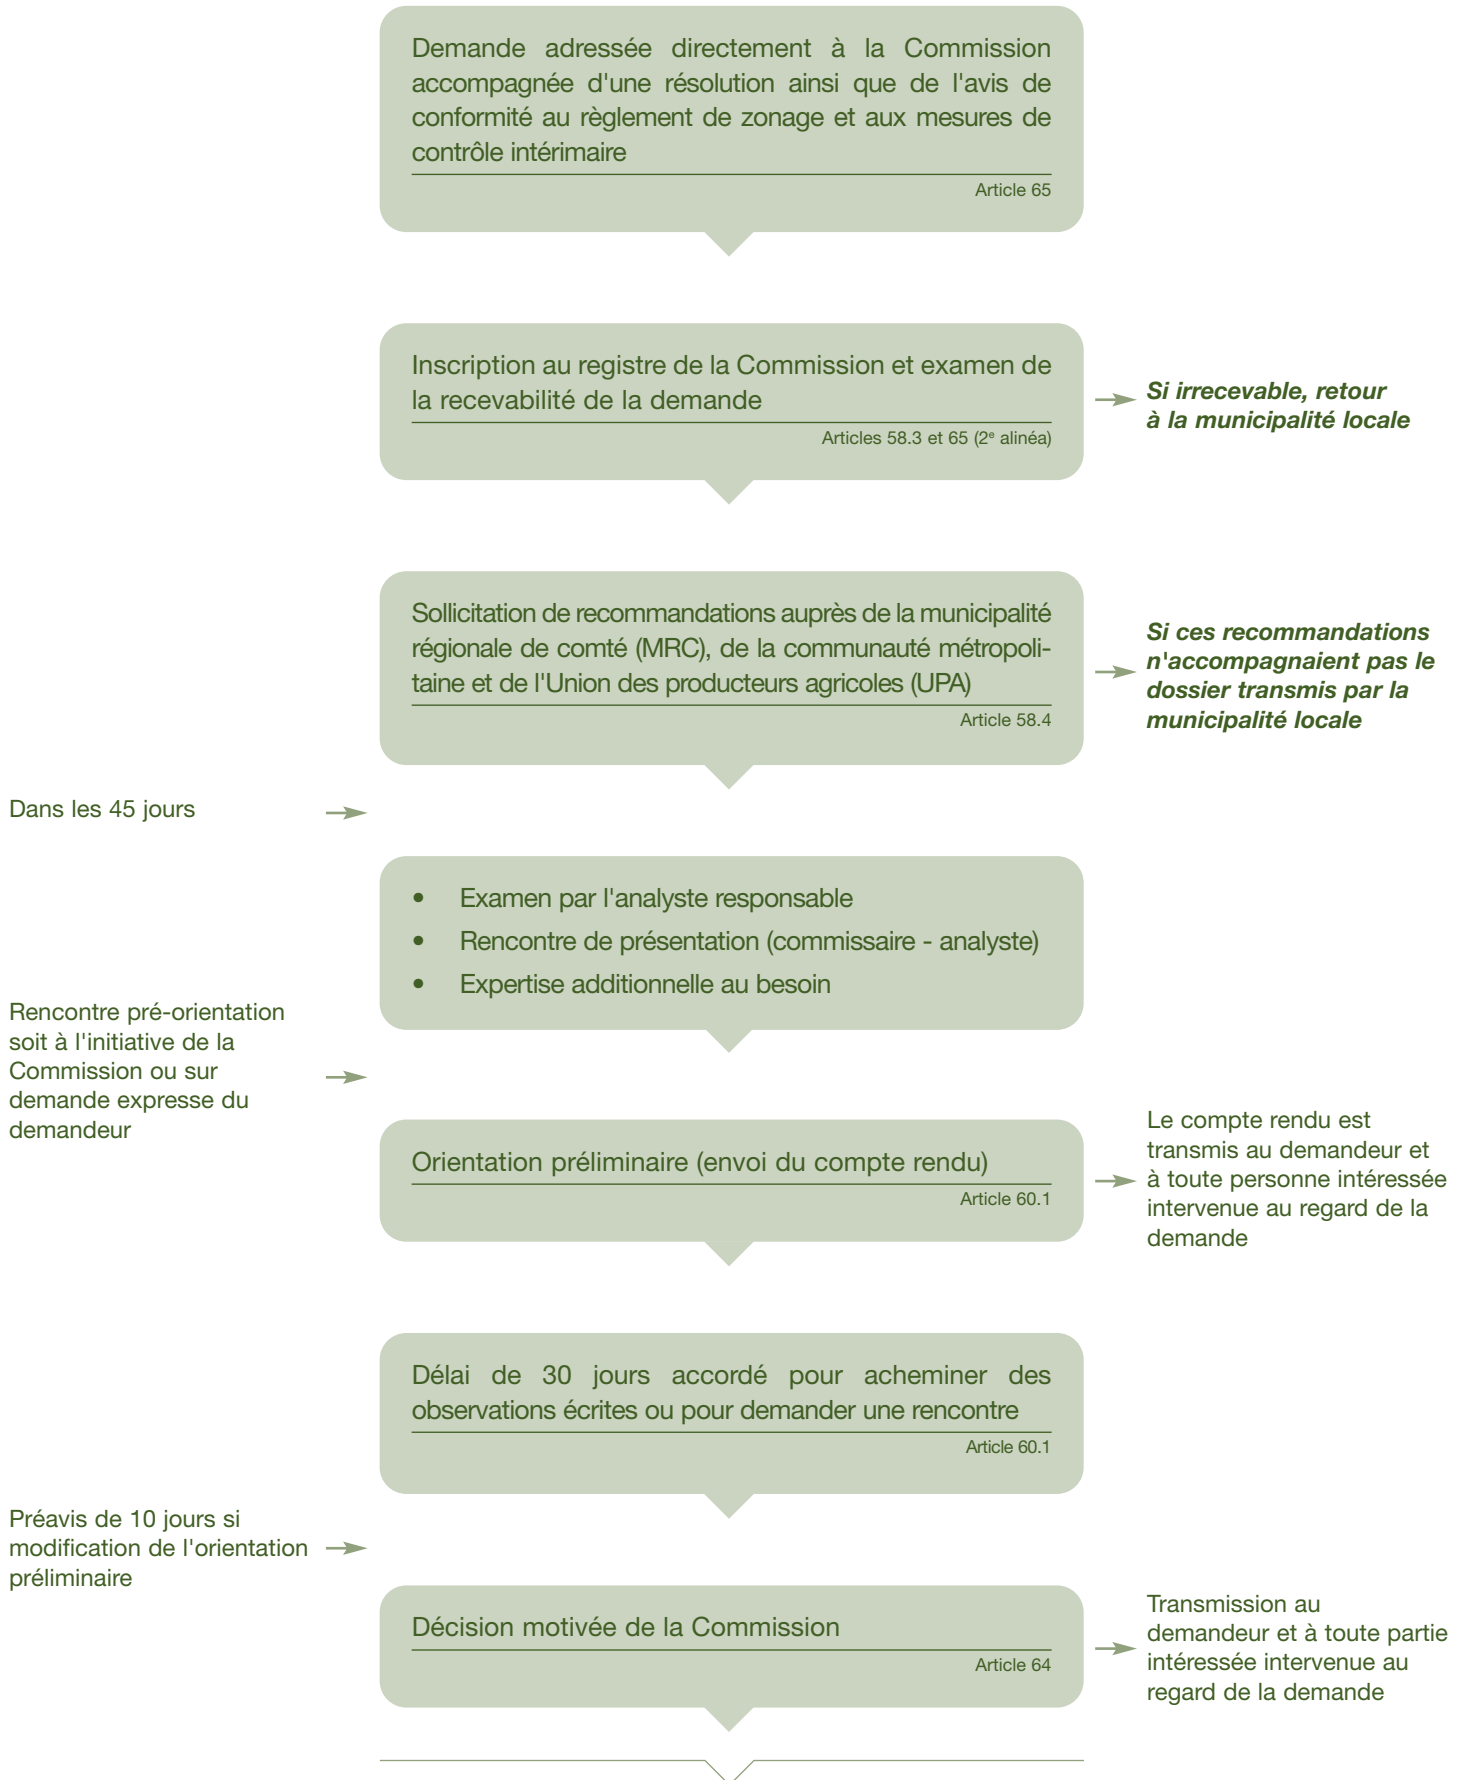 Demande adressée directement à la Commission
accompagnée d'une résolution ainsi que de l'avis de
conformité au règlement de zonage et aux mesures de
contrôle intérimaire
Article 65
Inscription au registre de la Commission et examen de
la recevabilité de la demande
Articles 58.3 et 65 (2e alinéa)
Si irrecevable, retour
à la municipalité locale
Sollicitation de recommandations auprès de la municipalité
régionale de comté (MRC), de la communauté métropoli-
taine et de l'Union des producteurs agricoles (UPA)
Article 58.4
Si ces recommandations
n'accompagnaient pas le
dossier transmis par la
municipalité locale
Dans les 45 jours
• Examen par l'analyste responsable
• Rencontre de présentation (commissaire - analyste)
• Expertise additionnelle au besoin
Rencontre pré-orientation
soit à l'initiative de la
Commission ou sur
demande expresse du
demandeur
Orientation préliminaire (envoi du compte rendu)
Article 60.1
Le compte rendu est
transmis au demandeur et
à toute personne intéressée
intervenue au regard de la
demande
Délai de 30 jours accordé pour acheminer des
observations écrites ou pour demander une rencontre
Article 60.1
Préavis de 10 jours si
modification de l'orientation
préliminaire
Décision motivée de la Commission
Article 64
Transmission au
demandeur et à toute partie
intéressée intervenue au
regard de la demande